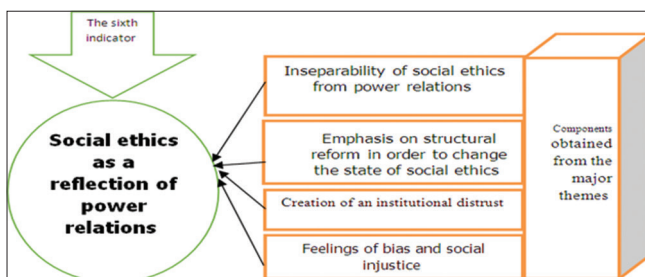 The sixth
indicator
Social ethics
as a
reflection of
power
relations
Inseparability of social ethics
from power relations
Emphasis on structural
reform in order to change
the state of social ethics
Creation of an institutional distrust
Feelings of bias and social
injustice
Components
obtained
from the
major
themes